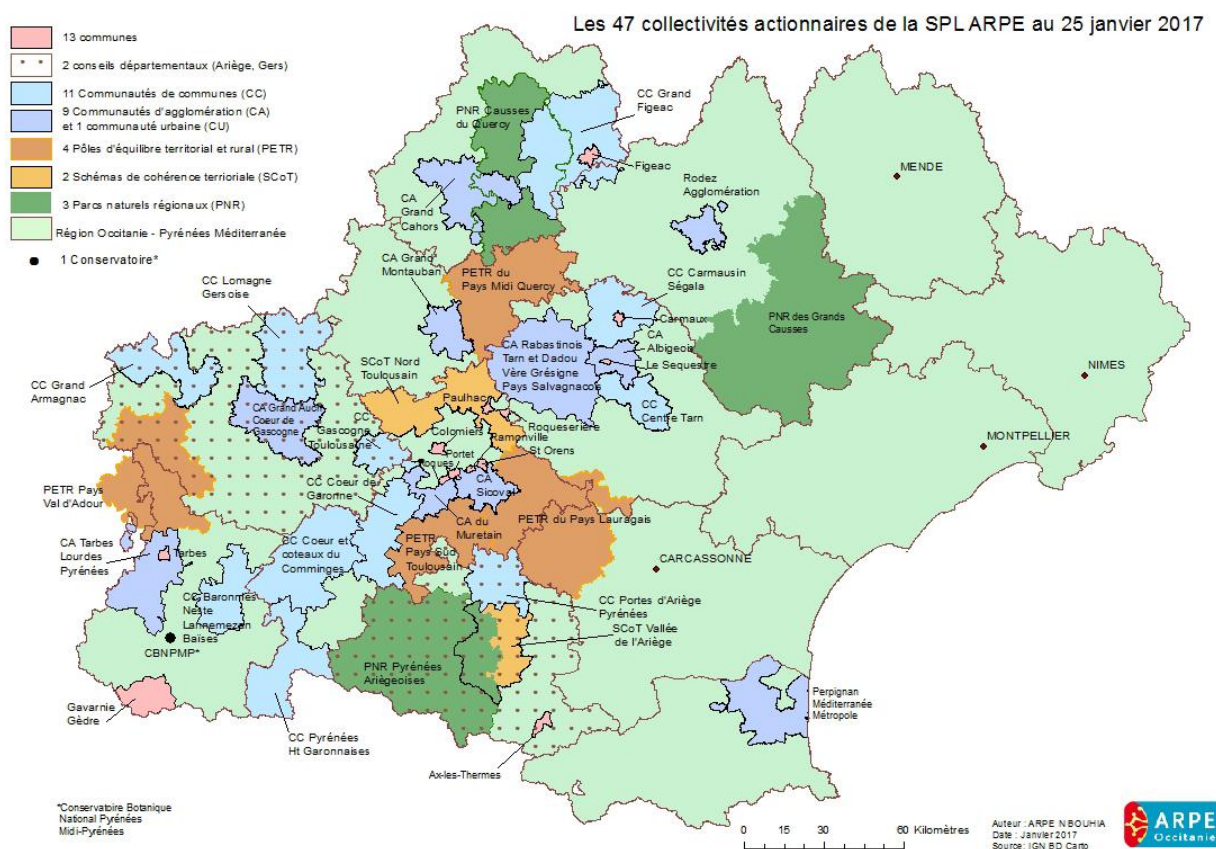 Les 47 collectivités actionnaires de la SPL ARPE au 25 janvier 2017
13 communes
2 conseils départementaux (Ariège, Gers)
11 Communautés de communes (CC)
9 Communautés d'agglomération (CA)
et 1 communauté urbaine (CU)
4 Pôles d'équilibre territorial et rural (PETR)
2 Schémas de cohérence terrioriale (SCoT)
3 Parcs naturels régionaux (PNR)
Région Occitanie - Pyrénées Méditerranée
1 Conservatoire*
PNR Causses
du Quercy
CC Grand
Figeac
Figeac
CA
Grand
Cahors
Rodez
Agglomération
MENDE
CC Lomagne
Gersoise
CA Grand
Montauban
PETR du
Pays Midi Quercy
CC Carmausin
Ségala
Carmaux
PNR des Grands
Causses
CA
Albigeois
Le Sequestre
CA Rabastinois
Tarn et Dadou
Vère Grésigne
Pays Salvagnacois
NIMES
CC Grand
Armagnac
SCoT Nord
Toulousain
Paulhac
CC
Centre Tarn
CA Grand Auch
Coeur de
Gascogne
CC
Gascogne
Toulousaine
Colomiers
Roqueserière
Ramonville
St Orens
Portet
Roques
MONTPELLIER
PETR Pays
Val d'Adour
CC Coeur de
Garonne
CA
Sicoval
CA du
Muretain
PETR du Pays Lauragais
CA Tarbes
Lourdes
Pyrénées
Tarbes
CC Coeur et
coteaux du
Comminges
PETR
Pays Sud
Toulousain
CARCASSONNE
CC Baronnies
Neste
Lannemezan
Baïses
CC Portes d'Ariège
Pyrénées
SCoT Vallée
de l'Ariège
CBNPMP*
PNR Pyrénées
Ariégeoises
Gavarnie
Gèdre
CC Pyrénées
Ht Garonnaises
Ax-les-Thermes
Perpignan
Méditerranée
Métropole
*Conservatoire Botanique
National Pyrénées
Midi-Pyrénées
0 15 30 60 Kilomètres
Auteur : ARPE N BOUHIA
Date : Janvier 2017
Source: IGN BD Carto
ARPE
Occitanie